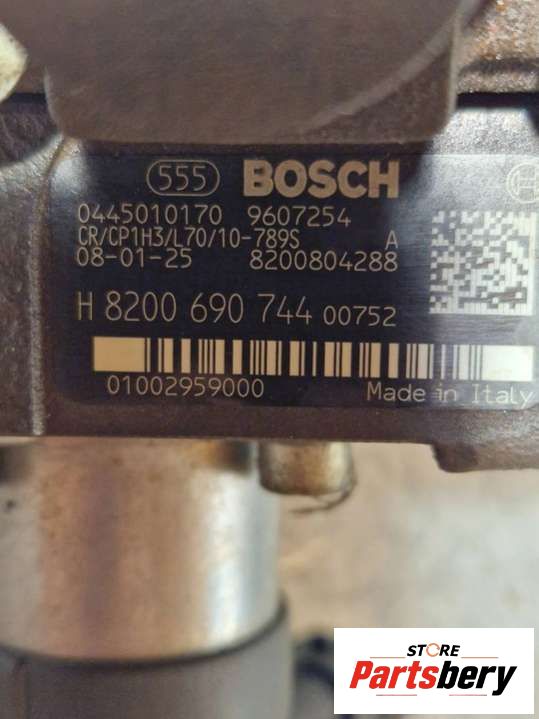 555 BOSCH
0445010170 9607254
CR/CP1H3/L70/10-789S A
08-01-25 8200804288
H 8200 690 744 00752
01002959000 Made in Italy
STORE
Partsbery